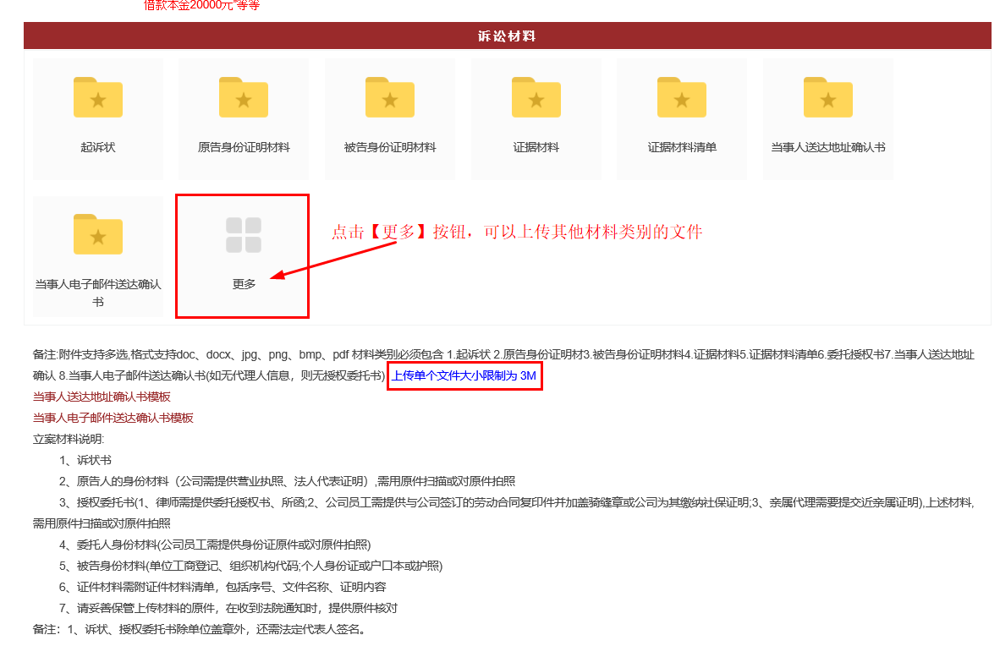 借款本金20000元”等等
诉讼材料
起诉状
原告身份证明材料
被告身份证明材料
证据材料
证据材料清单
当事人送达地址确认书
当事人电子邮件送达确认
书
更多
点击【更多】按钮，可以上传其他材料类别的文件
备注:附件支持多选,格式支持doc、docx、jpg、png、bmp、pdf 材料类别必须包含 1.起诉状 2.原告身份证明材3.被告身份证明材料4.证据材料5.证据材料清单6.委托授权书7.当事人送达地址
确认 8.当事人电子邮件送达确认书(如无代理人信息，则无授权委托书) 上传单个文件大小限制为 3M
当事人送达地址确认书模板
当事人电子邮件送达确认书模板
立案材料说明:
1、诉状书
2、原告人的身份材料（公司需提供营业执照、法人代表证明）,需用原件扫描或对原件拍照
3、授权委托书(1、律师需提供委托授权书、所函;2、公司员工需提供与公司签订的劳动合同复印件并加盖骑缝章或公司为其缴纳社保证明;3、亲属代理需要提交近亲属证明),上述材料,
需用原件扫描或对原件拍照
4、委托人身份材料(公司员工需提供身份证原件或对原件拍照)
5、被告身份材料(单位工商登记、组织机构代码;个人身份证或户口本或护照)
6、证件材料需附证件材料清单，包括序号、文件名称、证明内容
7、请妥善保管上传材料的原件，在收到法院通知时，提供原件核对
备注：1、诉状、授权委托书除单位盖章外，还需法定代表人签名。